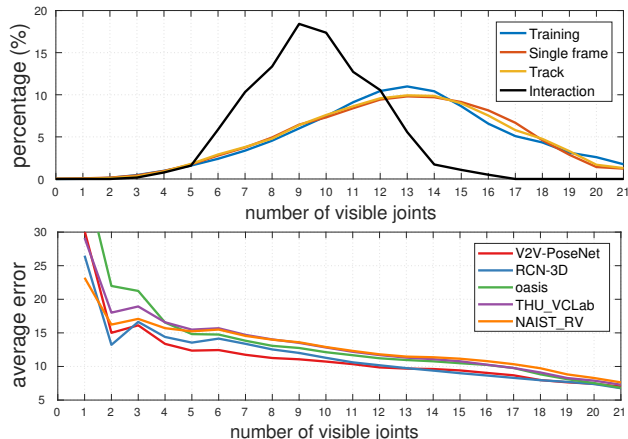 percentage (%)
20
15
10
5
0
Training
Single frame
Track
Interaction
0 1 2 3 4 5 6 7 8 9 10 11 12 13 14 15 16 17 18 19 20 21
number of visible joints
average error
30
25
20
15
10
5
V2V-PoseNet
RCN-3D
oasis
THU_VCLab
NAIST_RV
0 1 2 3 4 5 6 7 8 9 10 11 12 13 14 15 16 17 18 19 20 21
number of visible joints